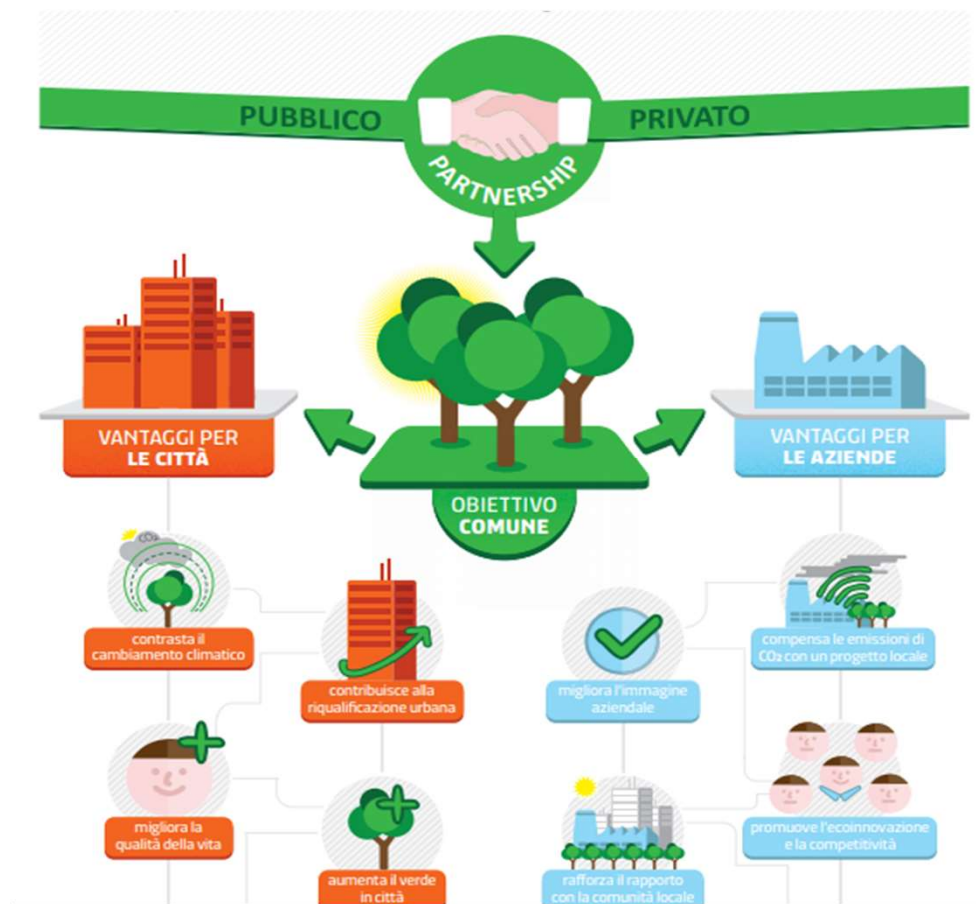 PUBBLICO
PRIVATO
PARTNERSHIP
VANTAGGI PER
LE CITTÀ
OBIETTIVO
COMUNE
VANTAGGI PER
LE AZIENDE
CO₂
contrasta il
cambiamento climatico
contribuisce alla
riqualificazione urbana
migliora la
qualità della vita
aumenta il verde
in città
migliora l'immagine
aziendale
compensa le emissioni di
CO₂ con un progetto locale
rafforza il rapporto
con la comunità locale
promuove l'ecoinnovazione
e la competitività